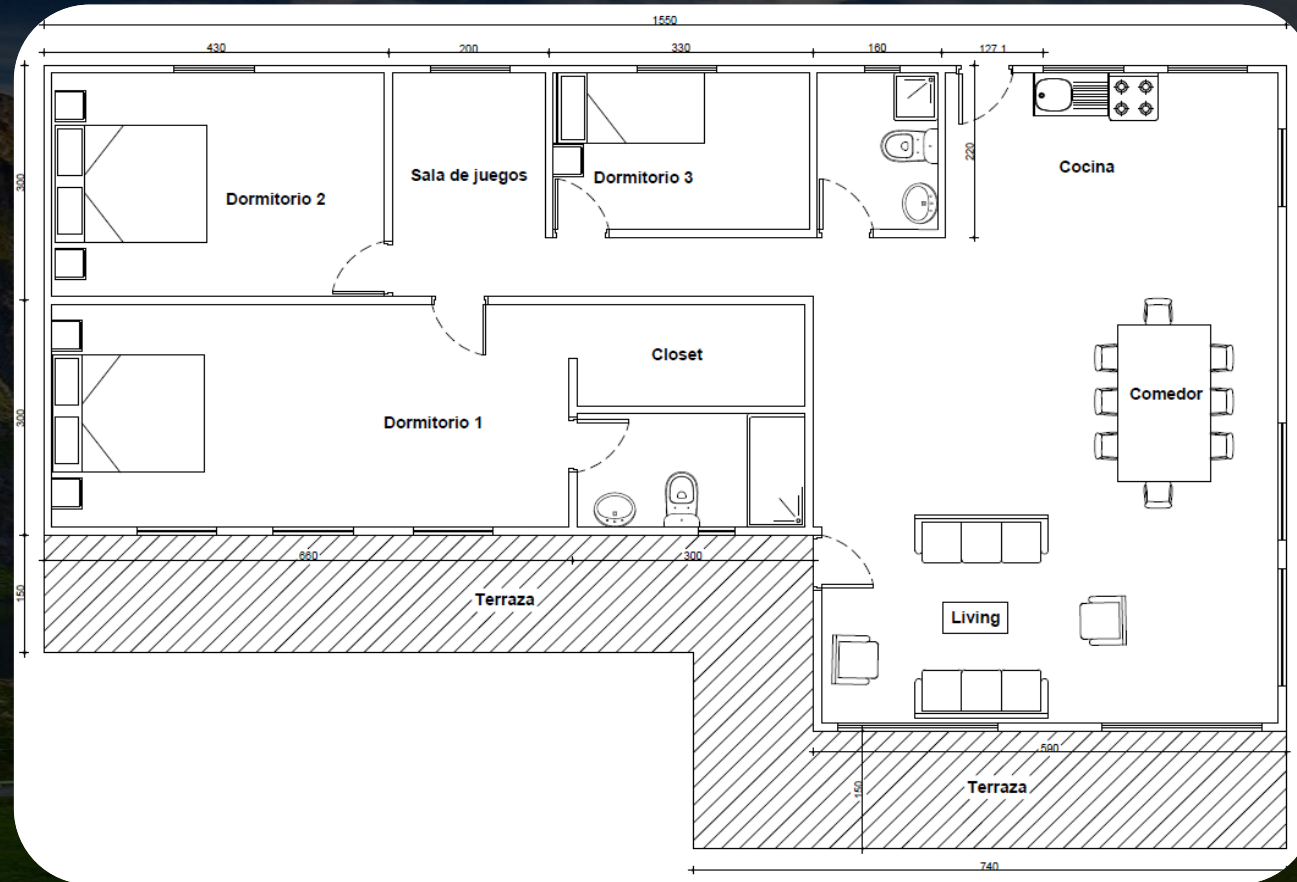 1550
430
200
330
160
127.1
300
220
Cocina
Sala de juegos
Dormitorio 3
Dormitorio 2
Closet
Comedor
300
Dormitorio 1
660
300
150
Terraza
Living
590
150
Terraza
740